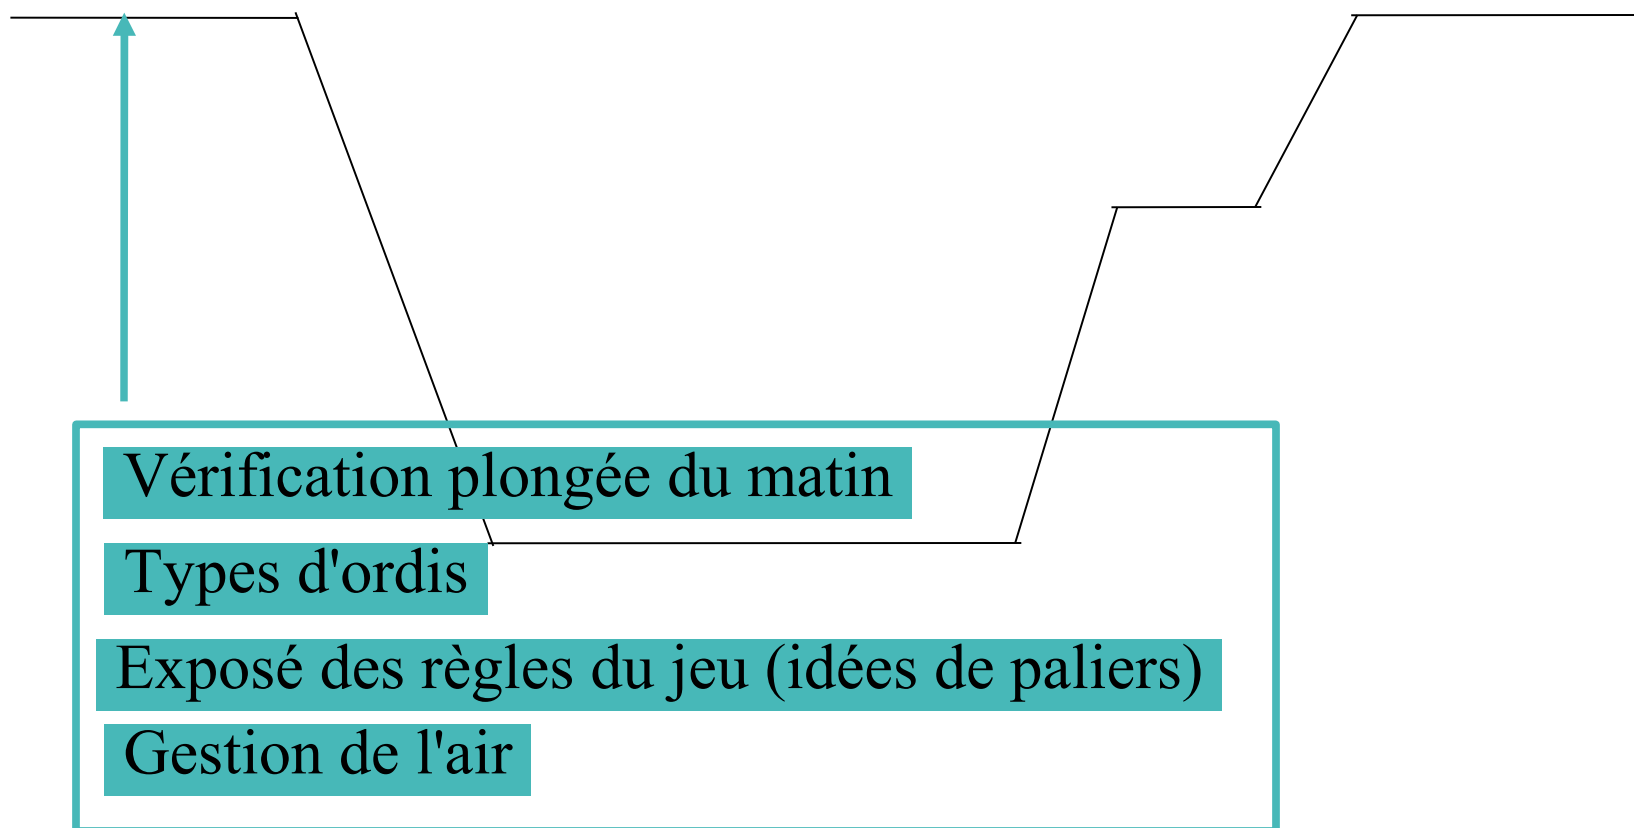 Vérification plongée du matin
Types d'ordis
Exposé des règles du jeu (idées de paliers)
Gestion de l'air